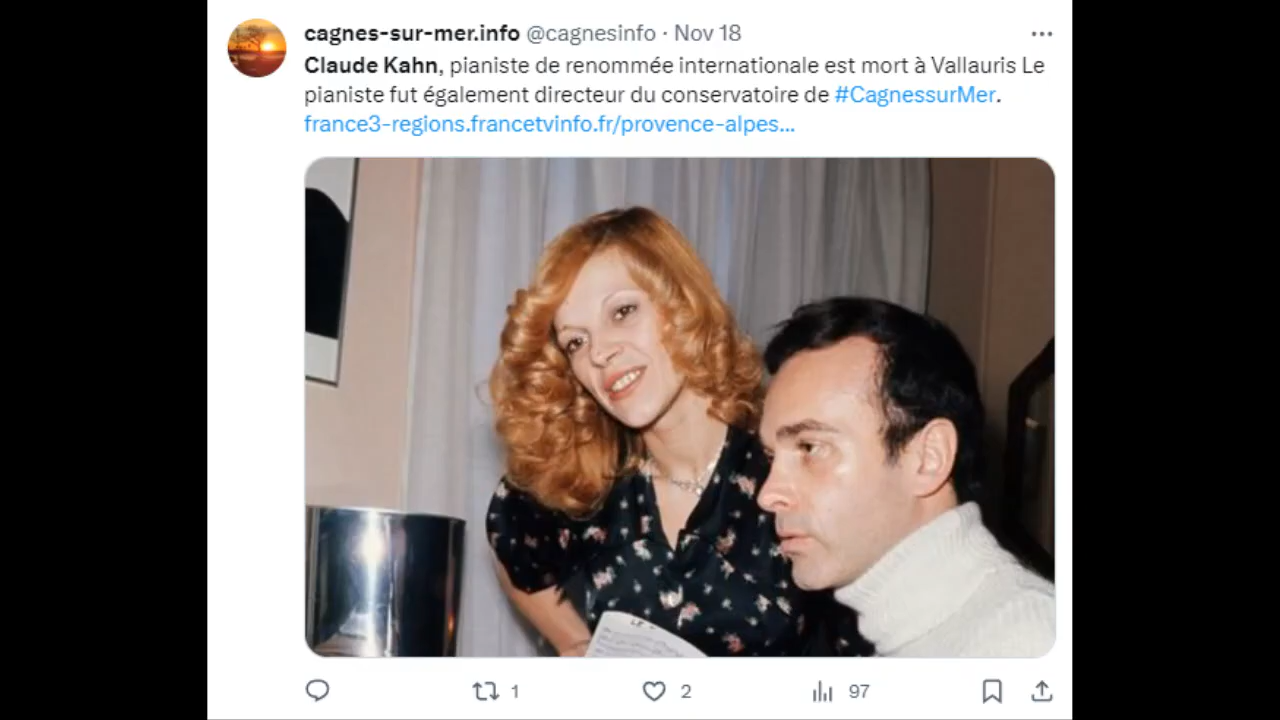 cagnes-sur-mer.info @cagnesinfo · Nov 18
Claude Kahn, pianiste de renommée internationale est mort à Vallauris Le
pianiste fut également directeur du conservatoire de #CagnessurMer.
france3-regions.francetvinfo.fr/provence-alpes...
1 2 97